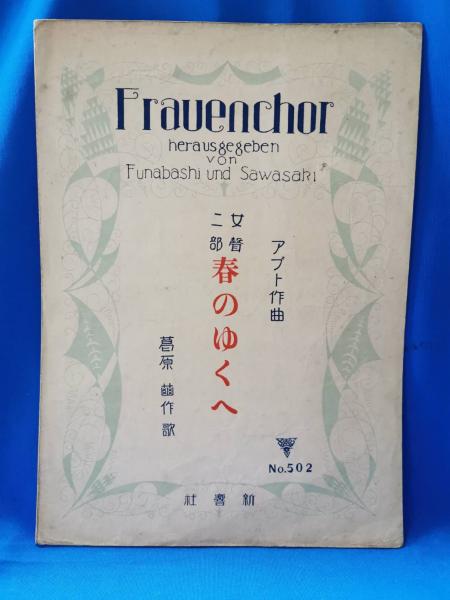 Frauenchor
herausgegeben
von
Funabashi und Sawasaki
アプト作曲
女聲
二部
春のゆくへ
葛原 齒作歌
No.502
新響社